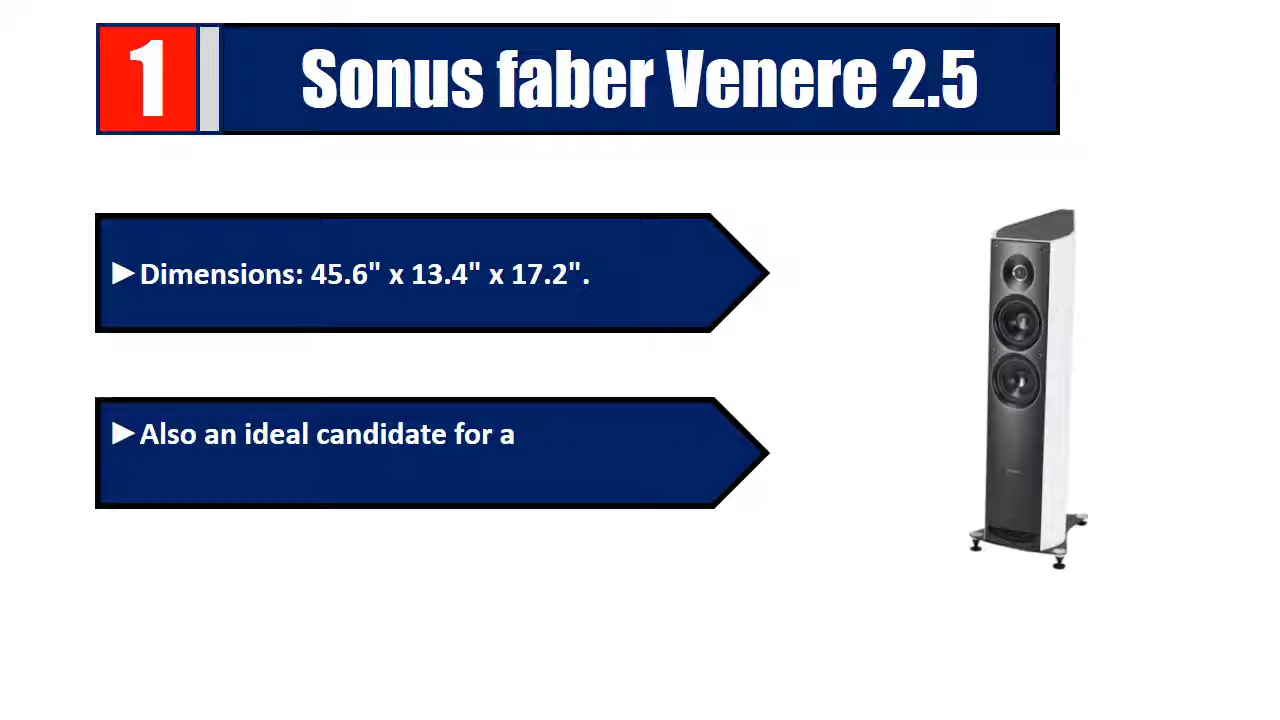 1
Sonus faber Venere 2.5
►Dimensions: 45.6" x 13.4" x 17.2".
►Also an ideal candidate for a